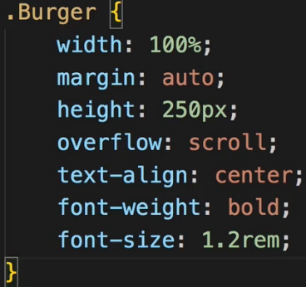 .Burger {
width: 100%;
margin: auto;
height: 250px;
overflow: scroll;
text-align: center;
font-weight: bold;
font-size: 1.2rem;
}